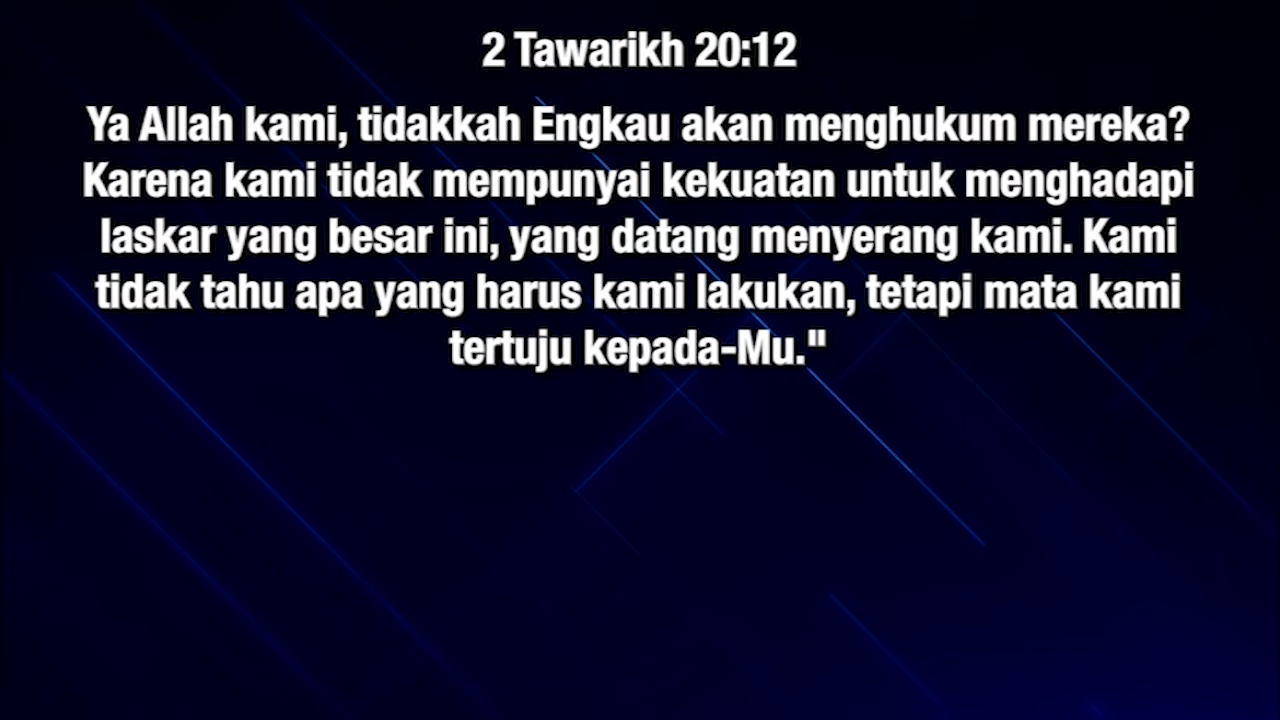 2 Tawarikh 20:12
Ya Allah kami, tidakkah Engkau akan menghukum mereka?
Karena kami tidak mempunyai kekuatan untuk menghadapi
laskar yang besar ini, yang datang menyerang kami. Kami
tidak tahu apa yang harus kami lakukan, tetapi mata kami
tertuju kepada-Mu."